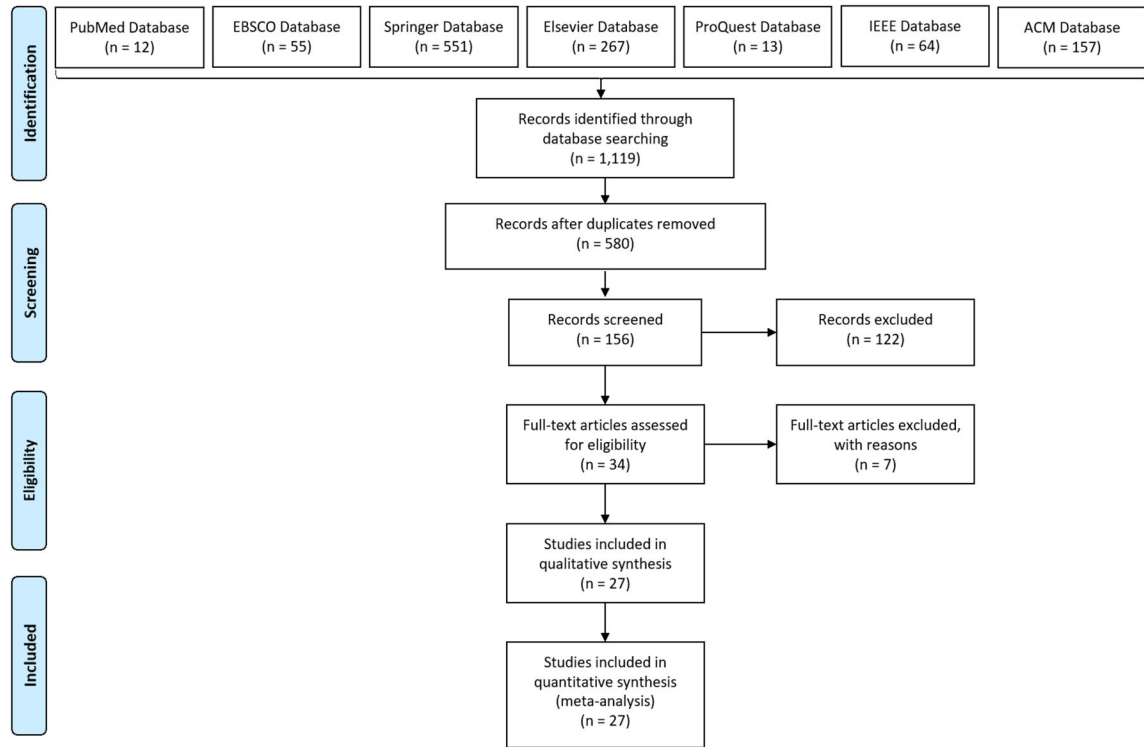 PubMed Database
(n = 12)
EBSCO Database
(n = 55)
Springer Database
(n = 551)
Elsevier Database
(n = 267)
ProQuest Database
(n = 13)
IEEE Database
(n = 64)
ACM Database
(n = 157)
Identification
Records identified through
database searching
(n = 1,119)
Screening
Records after duplicates removed
(n = 580)
Records screened
(n = 156)
Records excluded
(n = 122)
Eligibility
Full-text articles assessed
for eligibility
(n = 34)
Full-text articles excluded,
with reasons
(n = 7)
Studies included in
qualitative synthesis
(n = 27)
Included
Studies included in
quantitative synthesis
(meta-analysis)
(n = 27)